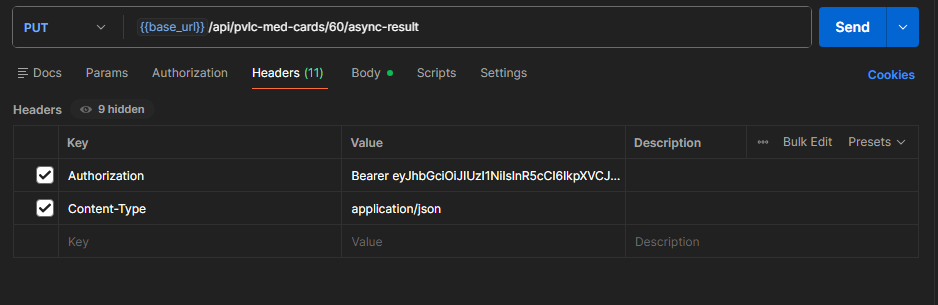 PUT {{base_url}} /api/pvlc-med-cards/60/async-result Send
Docs Params Authorization Headers (11) Body Scripts Settings Cookies
Headers 9 hidden
Key Value Description Bulk Edit Presets
Authorization Bearer eyJhbGciOiJIUzI1NiIsInR5cCI6IkpXVCJ...
Content-Type application/json
Key Value Description